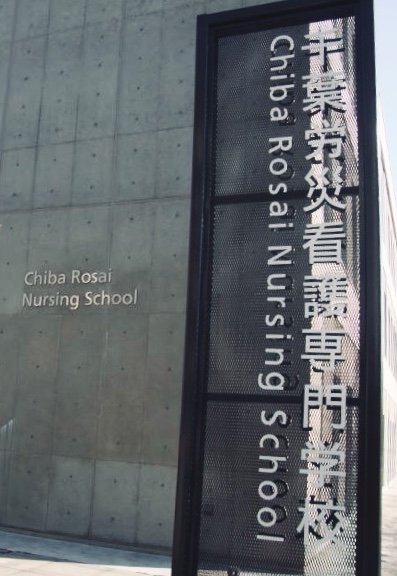 千葉労災看護専門学校
Chiba Rosai Nursing School
Chiba Rosai
Nursing School